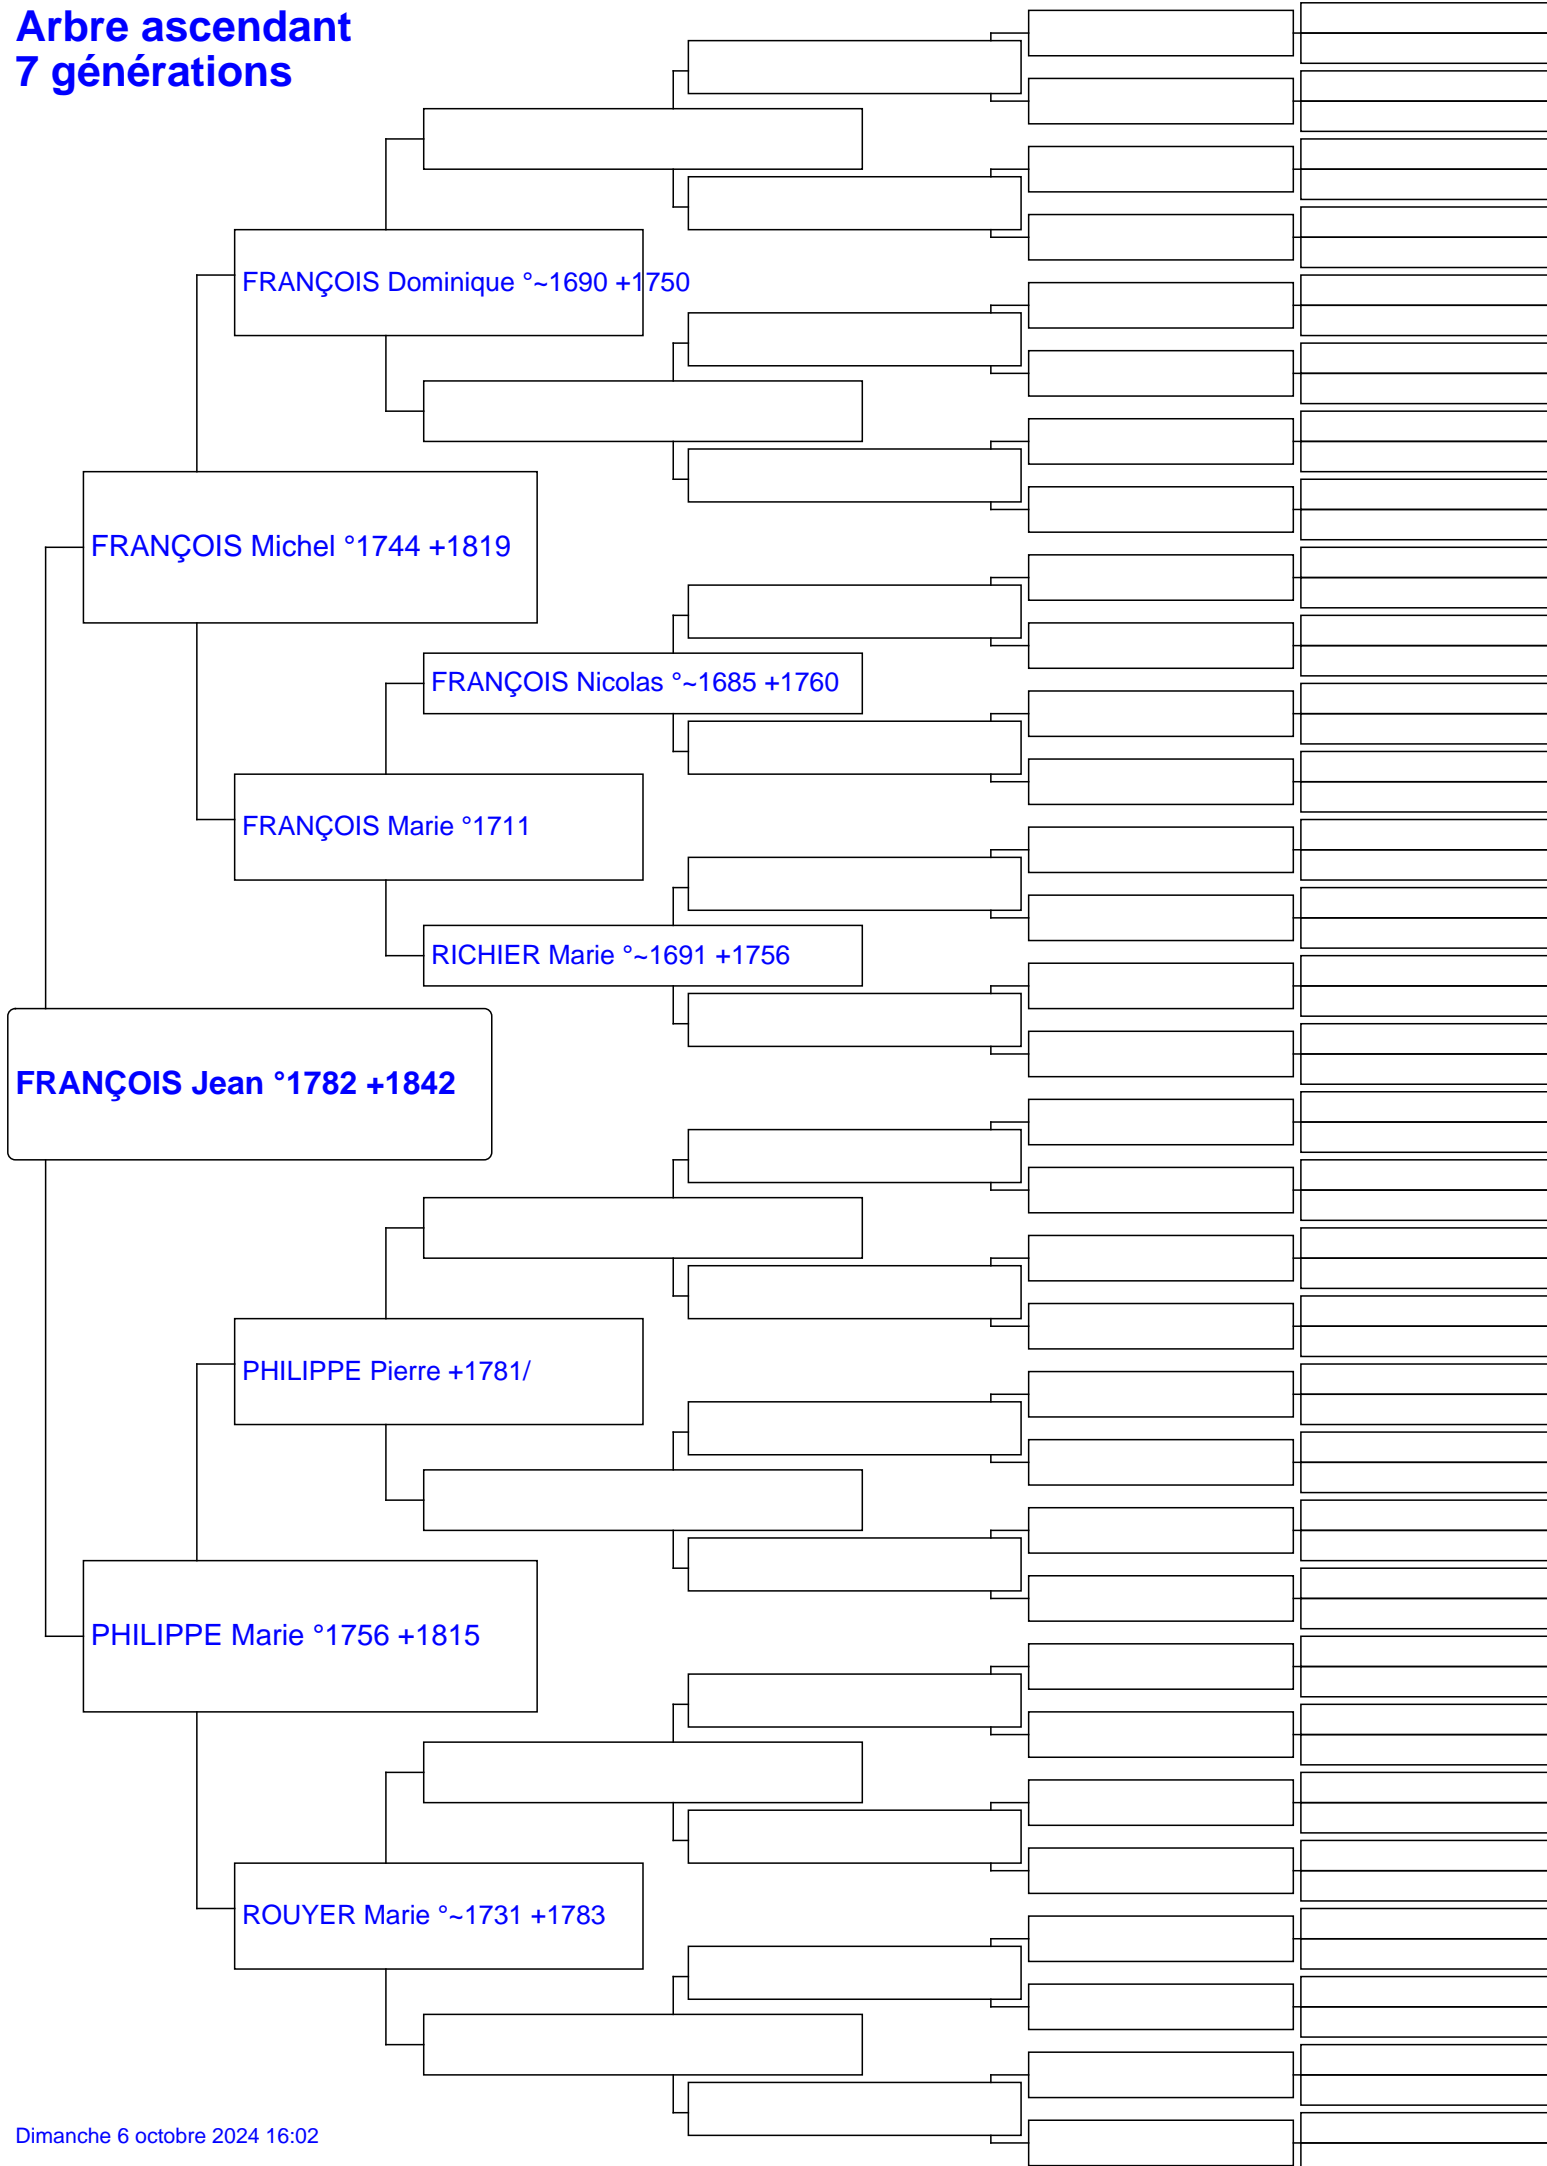 Arbre ascendant
7 générations
FRANÇOIS Dominique °~1690 +1750
FRANÇOIS Michel °1744 +1819
FRANÇOIS Nicolas °~1685 +1760
FRANÇOIS Marie °1711
RICHIER Marie °~1691 +1756
FRANÇOIS Jean °1782 +1842
PHILIPPE Pierre +1781/
PHILIPPE Marie °1756 +1815
ROUYER Marie °~1731 +1783
Dimanche 6 octobre 2024 16:02